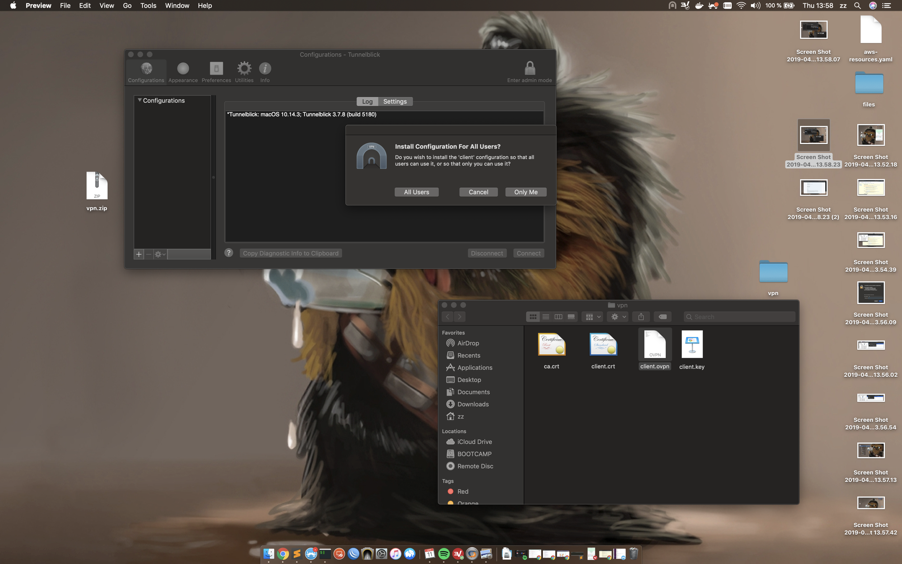 Preview File Edit View Go Tools Window Help
100 % Thu 13:58 zz
Configurations - Tunnelblick
Configurations Appearance Preferences Utilities Info
Enter admin mode
Configurations
Log Settings
*Tunnelblick: macOS 10.14.3; Tunnelblick 3.7.8 (build 5180)
Install Configuration For All Users?
Do you wish to install the 'client' configuration so that all
users can use it, or so that only you can use it?
All Users Cancel Only Me
Copy Diagnostic Info to Clipboard
Disconnect Connect
ZIP
vpn.zip
vpn
Search
Favorites
AirDrop
Recents
Applications
Desktop
Documents
Downloads
zz
Locations
iCloud Drive
BOOTCAMP
Remote Disc
Tags
Red
Orange
ca.crt
client.crt
client.ovpn
client.key
Screen Shot
2019-04...13.58.07
aws-
resources.yaml
files
Screen Shot
2019-04...13.58.23
Screen Shot
2019-04...13.52.18
Screen Shot
2019-04...8.23 (2)
Screen Shot
2019-04...13.53.16
Screen Shot
2019-04...3.54.39
vpn
Screen Shot
2019-04...3.56.09
Screen Shot
2019-04...13.56.02
Screen Shot
2019-04...3.56.54
Screen Shot
2019-04...13.57.13
Screen Shot
2019-04...13.57.42